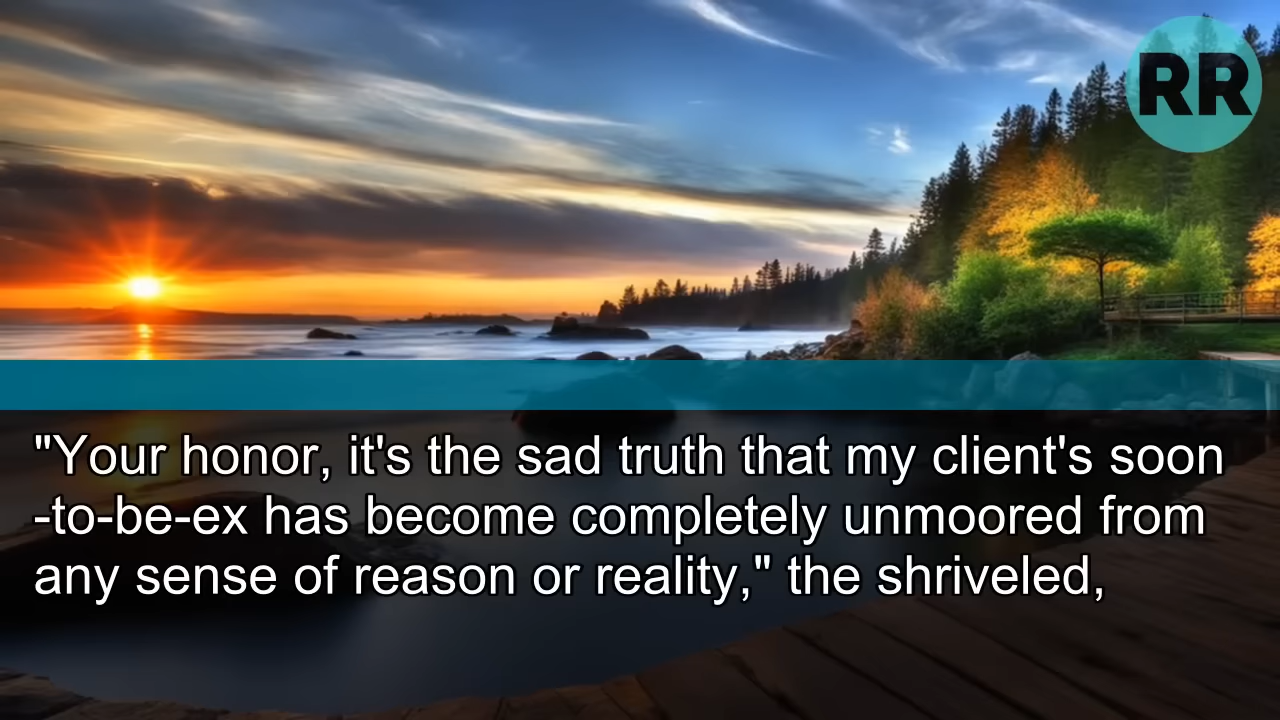 RR
"Your honor, it's the sad truth that my client's soon
-to-be-ex has become completely unmoored from
any sense of reason or reality," the shriveled,